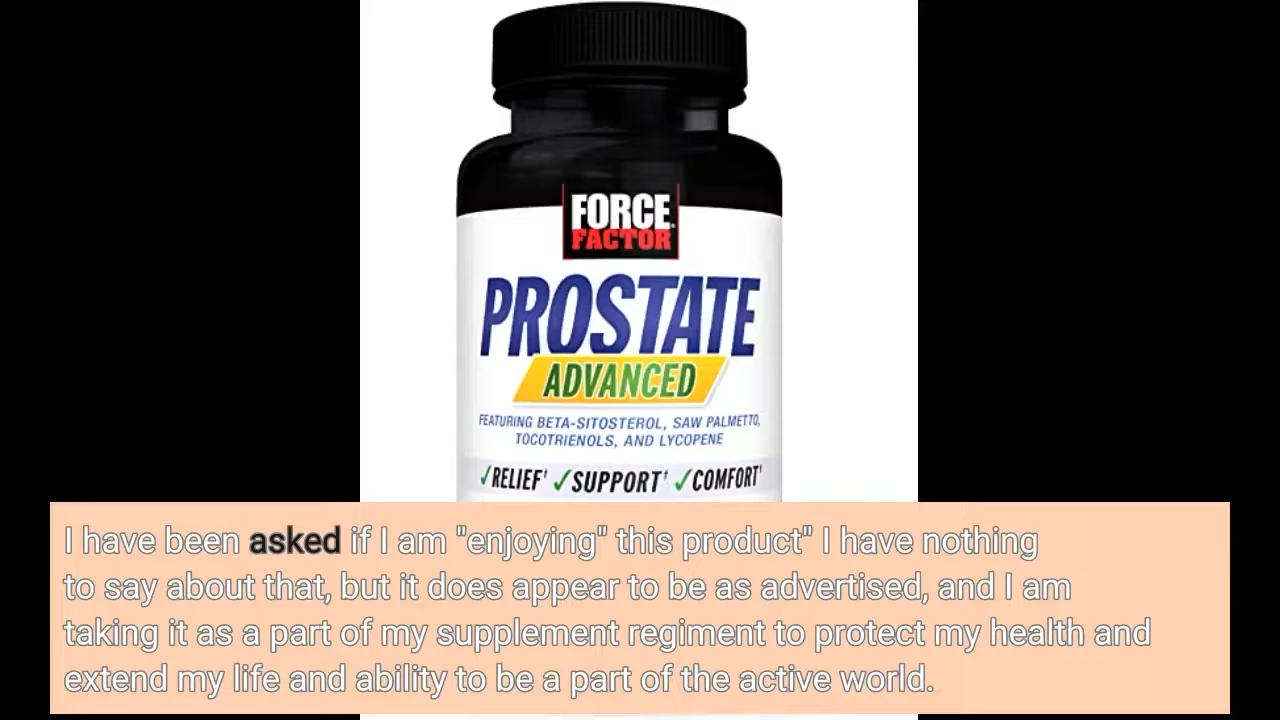 FORCE
FACTOR
PROSTATE
ADVANCED
FEATURING BETA-SITOSTEROL, SAW PALMETTO,
TOCOTRIENOLS, AND LYCOPENE
✓RELIEF† ✓SUPPORT† ✓COMFORT†
I have been asked if I am "enjoying" this product" I have nothing
to say about that, but it does appear to be as advertised, and I am
taking it as a part of my supplement regiment to protect my health and
extend my life and ability to be a part of the active world.